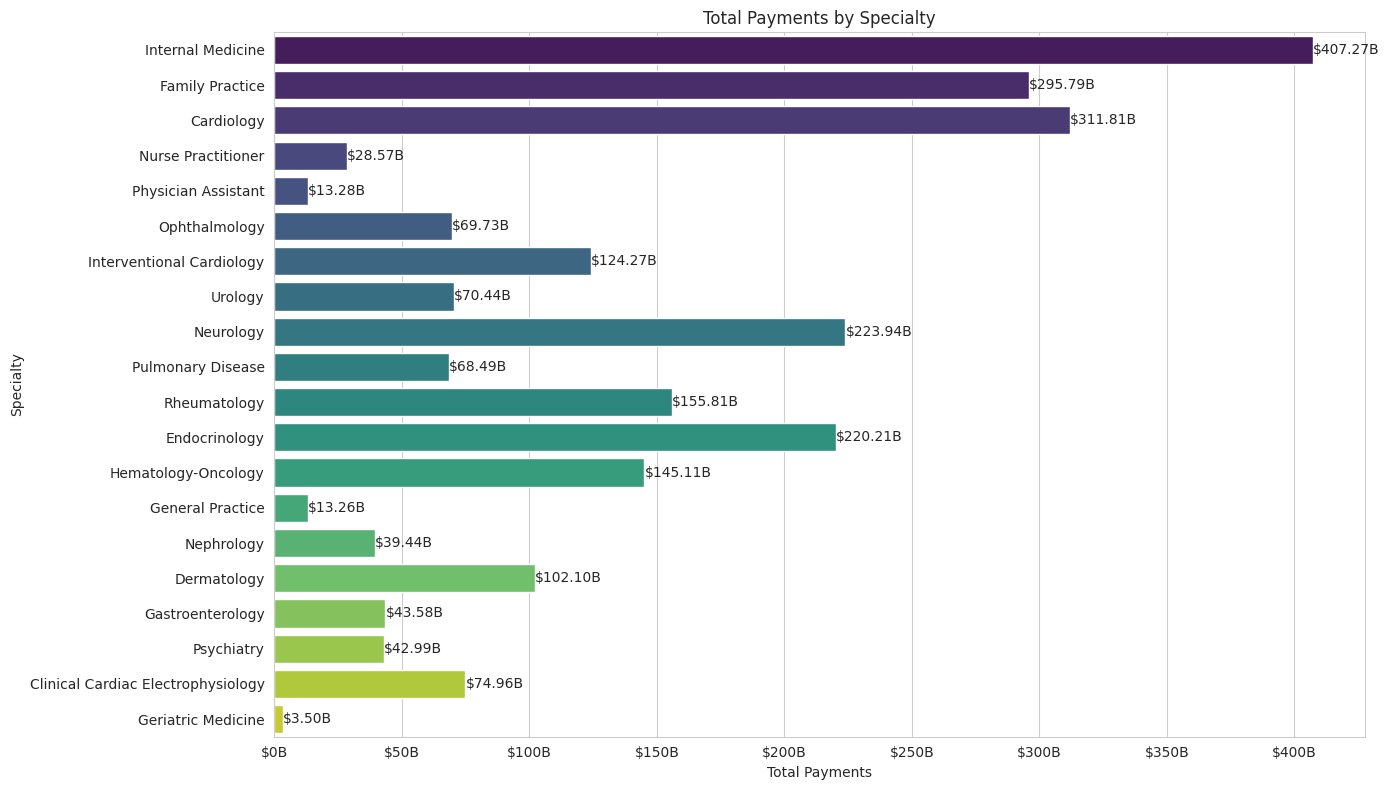 Total Payments by Specialty
Internal Medicine $407.27B
Family Practice $295.79B
Cardiology $311.81B
Nurse Practitioner $28.57B
Physician Assistant $13.28B
Ophthalmology $69.73B
Interventional Cardiology $124.27B
Urology $70.44B
Neurology $223.94B
Pulmonary Disease $68.49B
Rheumatology $155.81B
Endocrinology $220.21B
Hematology-Oncology $145.11B
General Practice $13.26B
Nephrology $39.44B
Dermatology $102.10B
Gastroenterology $43.58B
Psychiatry $42.99B
Clinical Cardiac Electrophysiology $74.96B
Geriatric Medicine $3.50B
Specialty
$0B $50B $100B $150B $200B $250B $300B $350B $400B
Total Payments